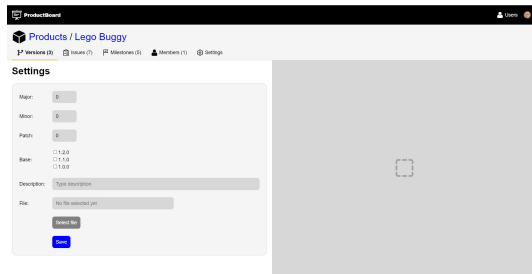 ProductBoard
Users
Products / Lego Buggy
Versions (3)
Issues (7)
Milestones (0)
Members (1)
Settings
Settings
Major:
0
Minor:
0
Patch:
0
Base:
1.2.0
1.1.0
1.0.0
Description:
Type description
File:
No file selected yet
Select file
Save